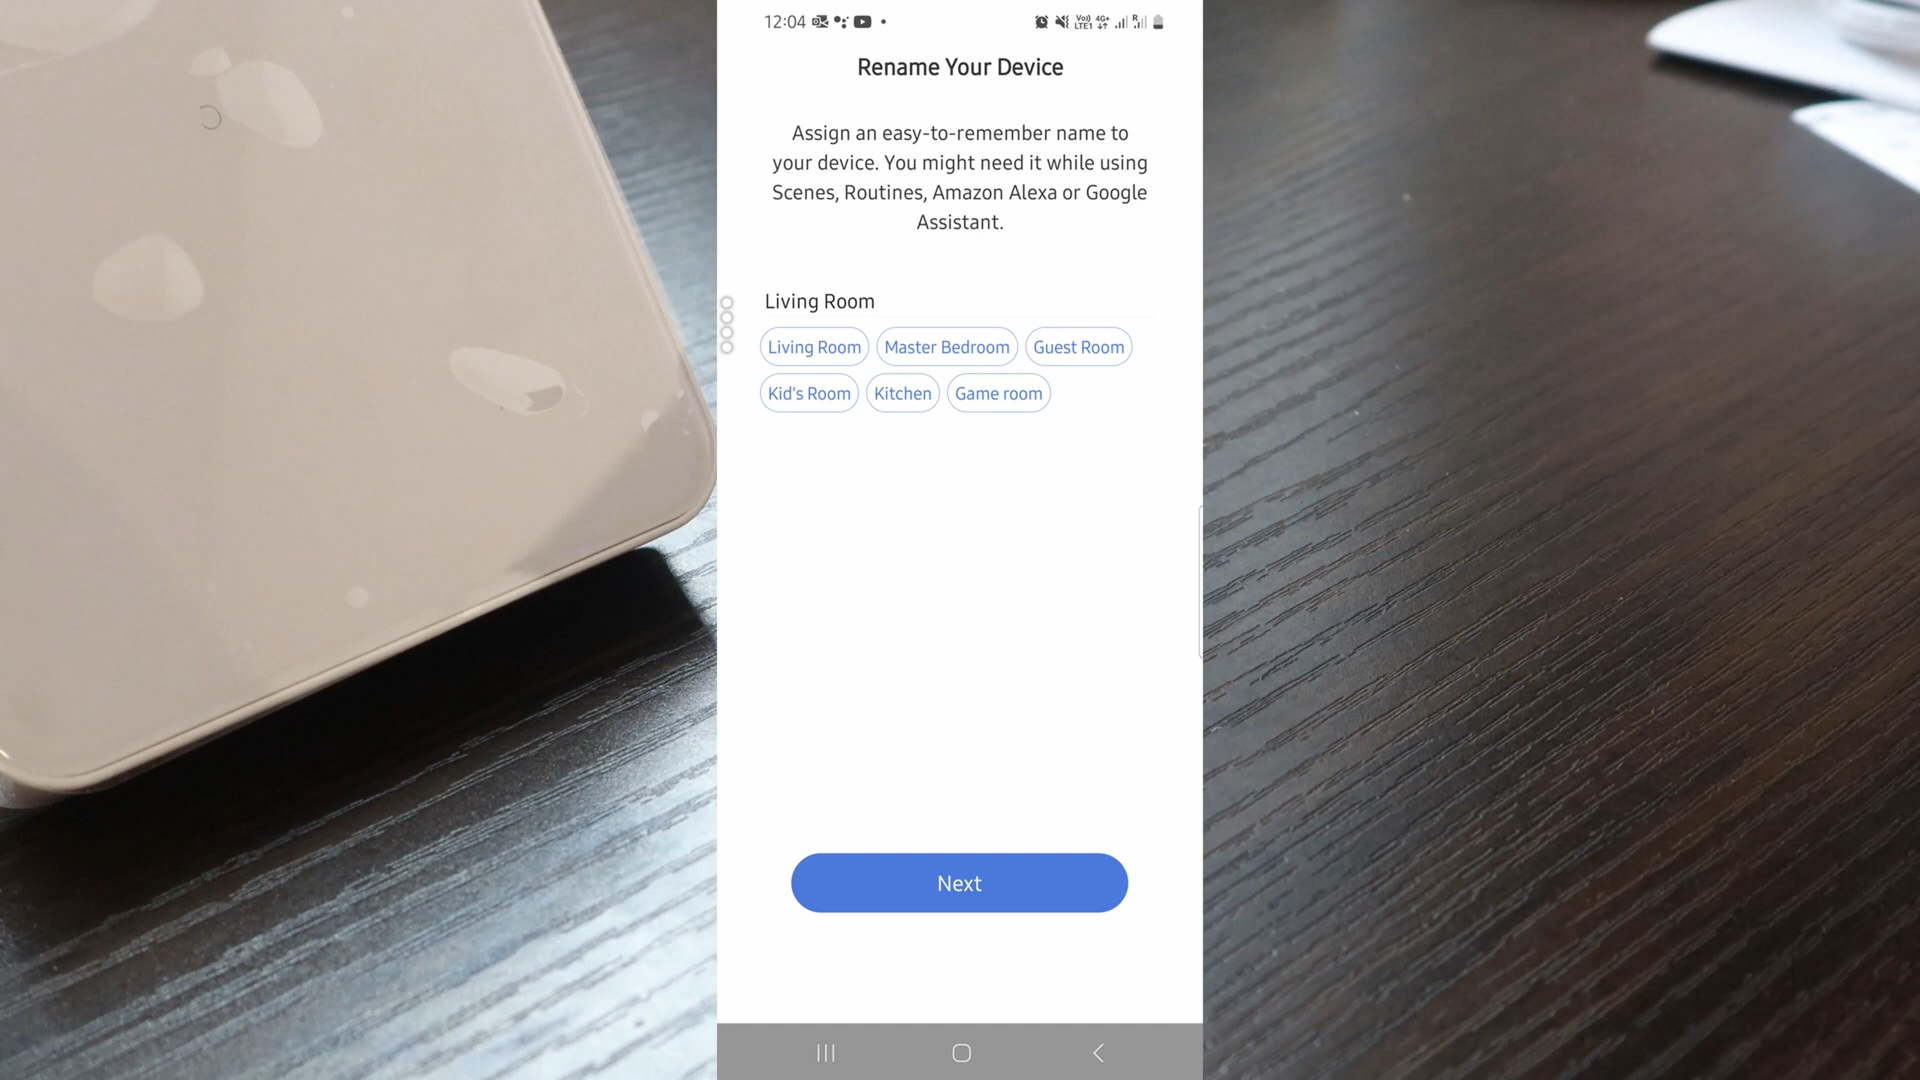 12:04
Rename Your Device
Assign an easy-to-remember name to
your device. You might need it while using
Scenes, Routines, Amazon Alexa or Google
Assistant.
Living Room
Living Room Master Bedroom Guest Room
Kid's Room Kitchen Game room
Next